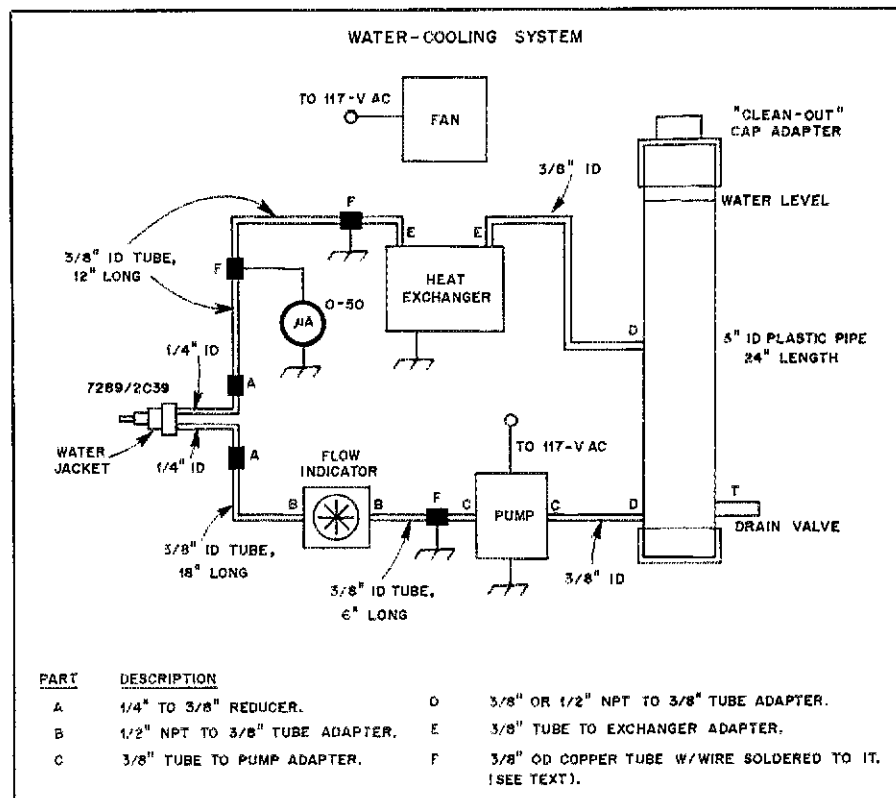 WATER-COOLING SYSTEM
TO 117-V AC
FAN
"CLEAN-OUT"
CAP ADAPTER
3/8" ID
WATER LEVEL
F
E
E
3/8" ID TUBE,
12" LONG
F
HEAT
EXCHANGER
0-50
μA
D
5" ID PLASTIC PIPE
24" LENGTH
1/4" ID
A
7289/2C39
WATER
JACKET
1/4" ID
A
TO 117-V AC
FLOW
INDICATOR
B
B
F
C
PUMP
C
D
T
DRAIN VALVE
3/8" ID TUBE,
18" LONG
3/8" ID TUBE,
6" LONG
3/8" ID
PART DESCRIPTION
A 1/4" TO 3/8" REDUCER.
B 1/2" NPT TO 3/8" TUBE ADAPTER.
C 3/8" TUBE TO PUMP ADAPTER.
D 3/8" OR 1/2" NPT TO 3/8" TUBE ADAPTER.
E 3/8" TUBE TO EXCHANGER ADAPTER.
F 3/8" OD COPPER TUBE W/WIRE SOLDERED TO IT.
(SEE TEXT).